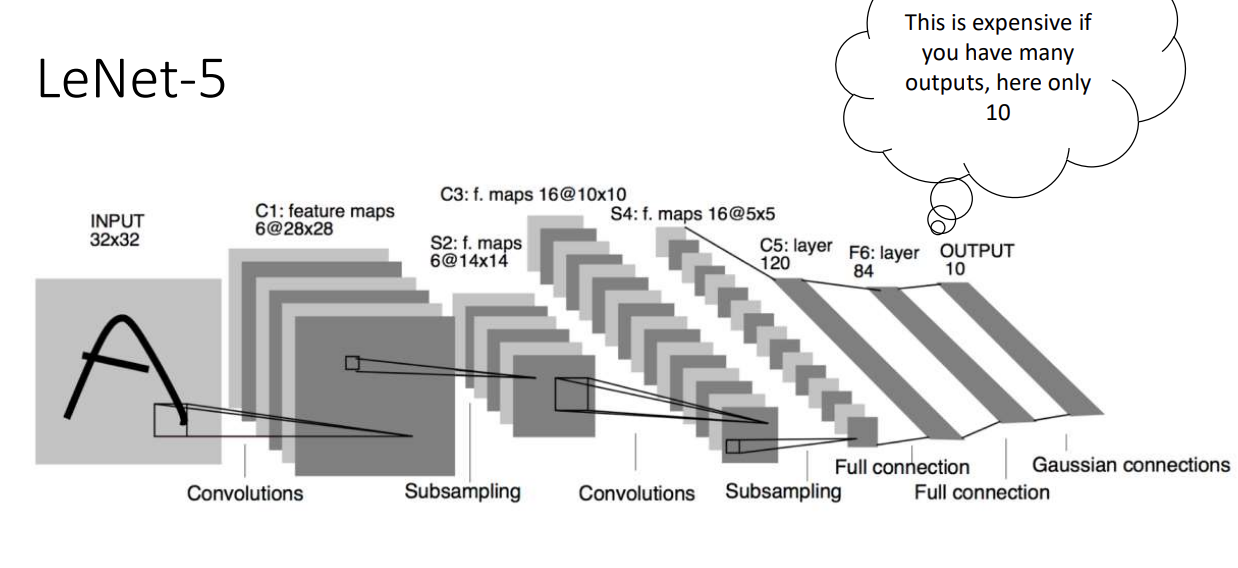 LeNet-5
This is expensive if
you have many
outputs, here only
10
INPUT
32x32
C1: feature maps
6@28x28
S2: f. maps
6@14x14
C3: f. maps 16@10x10
S4: f. maps 16@5x5
C5: layer
120
F6: layer
84
OUTPUT
10
Convolutions
Subsampling
Convolutions
Subsampling
Full connection
Full connection
Gaussian connections